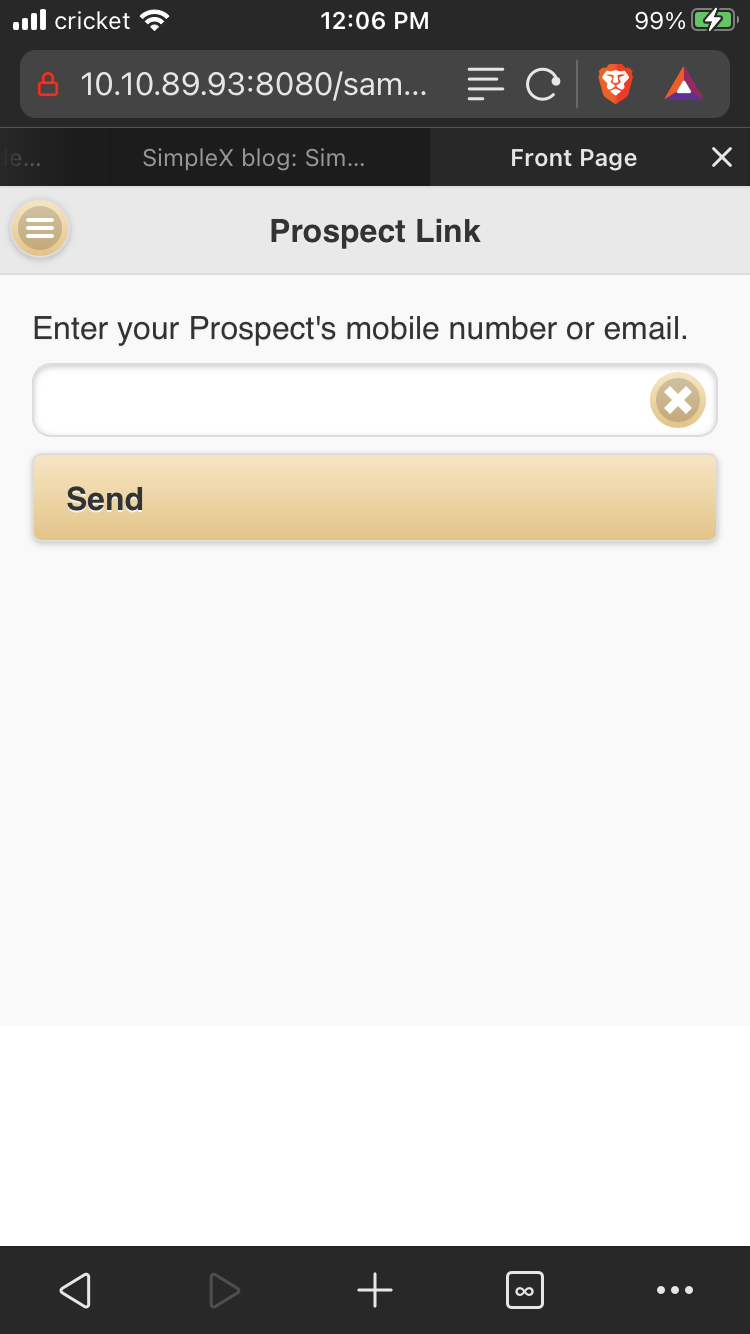 cricket 12:06 PM 99%
10.10.89.93:8080/sam...
le... SimpleX blog: Sim... Front Page
Prospect Link
Enter your Prospect's mobile number or email.
Send
∞